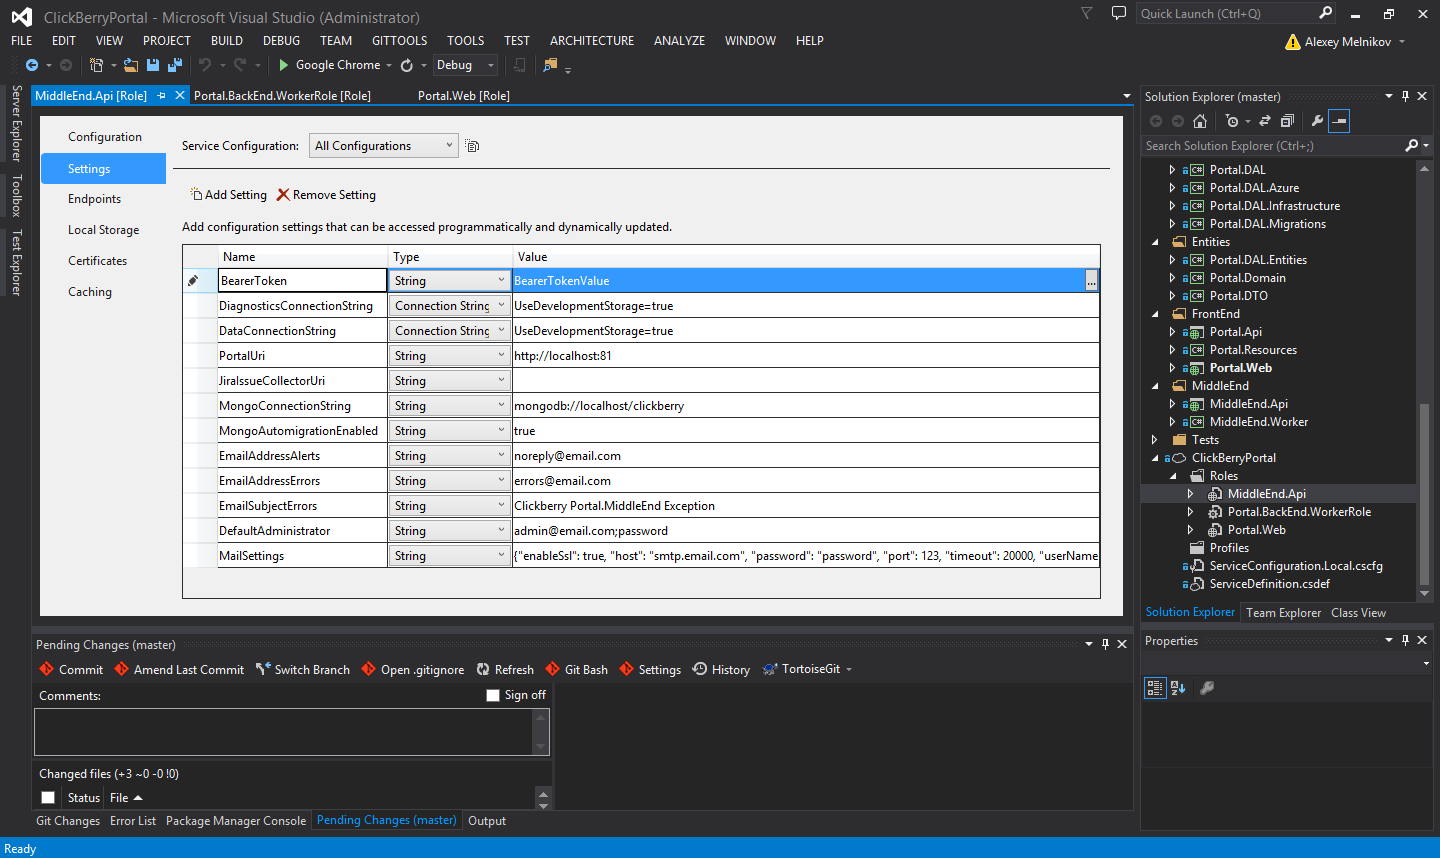 ClickBerryPortal - Microsoft Visual Studio (Administrator)
Quick Launch (Ctrl+Q)
FILE EDIT VIEW PROJECT BUILD DEBUG TEAM GITTOOLS TOOLS TEST ARCHITECTURE ANALYZE WINDOW HELP
Alexey Melnikov
Google Chrome Debug
Server Explorer
Toolbox
Test Explorer
MiddleEnd.Api [Role] Portal.BackEnd.WorkerRole [Role] Portal.Web [Role]
Configuration
Settings
Endpoints
Local Storage
Certificates
Caching
Service Configuration: All Configurations
Add Setting Remove Setting
Add configuration settings that can be accessed programmatically and dynamically updated.
Name Type Value
BearerToken String BearerTokenValue ...
DiagnosticsConnectionString Connection String UseDevelopmentStorage=true
DataConnectionString Connection String UseDevelopmentStorage=true
PortalUri String http://localhost:81
JiraIssueCollectorUri String
MongoConnectionString String mongodb://localhost/clickberry
MongoAutomigrationEnabled String true
EmailAddressAlerts String noreply@email.com
EmailAddressErrors String errors@email.com
EmailSubjectErrors String Clickberry Portal.MiddleEnd Exception
DefaultAdministrator String admin@email.com;password
MailSettings String {"enableSsl": true, "host": "smtp.email.com", "password": "password", "port": 123, "timeout": 20000, "userName
Pending Changes (master)
Commit Amend Last Commit Switch Branch Open .gitignore Refresh Git Bash Settings History TortoiseGit
Comments: Sign off
Changed files (+3 ~0 -0 !0)
Status File
Git Changes Error List Package Manager Console Pending Changes (master) Output
Ready
Solution Explorer (master)
Search Solution Explorer (Ctrl+;)
Portal.DAL
Portal.DAL.Azure
Portal.DAL.Infrastructure
Portal.DAL.Migrations
Entities
Portal.DAL.Entities
Portal.Domain
Portal.DTO
FrontEnd
Portal.Api
Portal.Resources
Portal.Web
MiddleEnd
MiddleEnd.Api
MiddleEnd.Worker
Tests
ClickBerryPortal
Roles
MiddleEnd.Api
Portal.BackEnd.WorkerRole
Portal.Web
Profiles
ServiceConfiguration.Local.cscfg
ServiceDefinition.csdef
Solution Explorer Team Explorer Class View
Properties